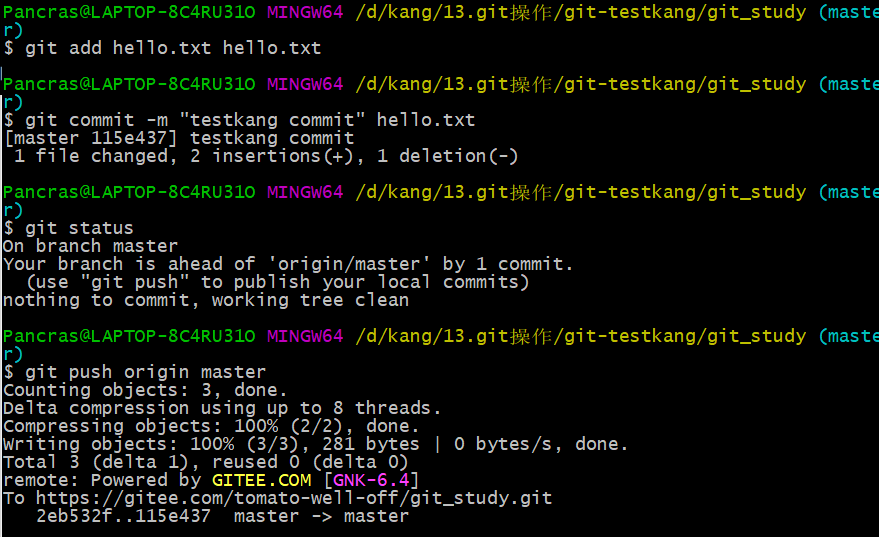 Pancras@LAPTOP-8C4RU31O MINGW64 /d/kang/13.git操作/git-testkang/git_study (maste
r)
$ git add hello.txt hello.txt
Pancras@LAPTOP-8C4RU31O MINGW64 /d/kang/13.git操作/git-testkang/git_study (maste
r)
$ git commit -m "testkang commit" hello.txt
[master 115e437] testkang commit
 1 file changed, 2 insertions(+), 1 deletion(-)
Pancras@LAPTOP-8C4RU31O MINGW64 /d/kang/13.git操作/git-testkang/git_study (maste
r)
$ git status
On branch master
Your branch is ahead of 'origin/master' by 1 commit.
  (use "git push" to publish your local commits)
nothing to commit, working tree clean
Pancras@LAPTOP-8C4RU31O MINGW64 /d/kang/13.git操作/git-testkang/git_study (maste
r)
$ git push origin master
Counting objects: 3, done.
Delta compression using up to 8 threads.
Compressing objects: 100% (2/2), done.
Writing objects: 100% (3/3), 281 bytes | 0 bytes/s, done.
Total 3 (delta 1), reused 0 (delta 0)
remote: Powered by GITEE.COM [GNK-6.4]
To https://gitee.com/tomato-well-off/git_study.git
   2eb532f..115e437  master -> master